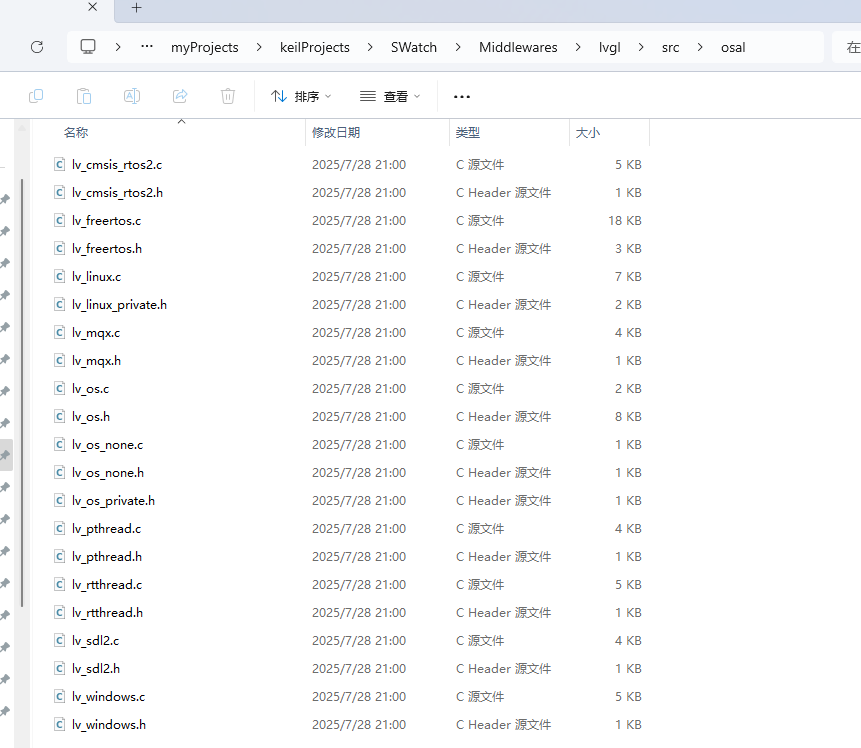 myProjects > keilProjects > SWatch > Middlewares > lvgl > src > osal 在
排序 查看
名称 修改日期 类型 大小
lv_cmsis_rtos2.c 2025/7/28 21:00 C 源文件 5 KB
lv_cmsis_rtos2.h 2025/7/28 21:00 C Header 源文件 1 KB
lv_freertos.c 2025/7/28 21:00 C 源文件 18 KB
lv_freertos.h 2025/7/28 21:00 C Header 源文件 3 KB
lv_linux.c 2025/7/28 21:00 C 源文件 7 KB
lv_linux_private.h 2025/7/28 21:00 C Header 源文件 2 KB
lv_mqx.c 2025/7/28 21:00 C 源文件 4 KB
lv_mqx.h 2025/7/28 21:00 C Header 源文件 1 KB
lv_os.c 2025/7/28 21:00 C 源文件 2 KB
lv_os.h 2025/7/28 21:00 C Header 源文件 8 KB
lv_os_none.c 2025/7/28 21:00 C 源文件 1 KB
lv_os_none.h 2025/7/28 21:00 C Header 源文件 1 KB
lv_os_private.h 2025/7/28 21:00 C Header 源文件 1 KB
lv_pthread.c 2025/7/28 21:00 C 源文件 4 KB
lv_pthread.h 2025/7/28 21:00 C Header 源文件 1 KB
lv_rtthread.c 2025/7/28 21:00 C 源文件 5 KB
lv_rtthread.h 2025/7/28 21:00 C Header 源文件 1 KB
lv_sdl2.c 2025/7/28 21:00 C 源文件 4 KB
lv_sdl2.h 2025/7/28 21:00 C Header 源文件 1 KB
lv_windows.c 2025/7/28 21:00 C 源文件 5 KB
lv_windows.h 2025/7/28 21:00 C Header 源文件 1 KB